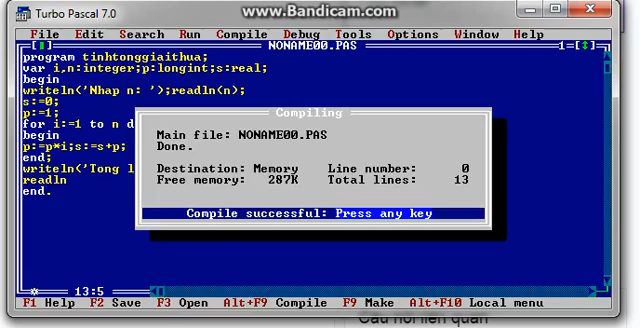 www.Bandicam.com
Turbo Pascal 7.0
File Edit Search Run Compile Debug Tools Options Window Help
NONAME00.PAS 1
program tinhtonggiaithua;
var i,n:integer;p:longint;s:real;
begin
writeln('Nhap n: ');readln(n);
s:=0;
p:=1;
for i:=1 to n d
begin
p:=p*i;s:=s+p;
end;
writeln('Tong l
readln
end.
Compiling
Main file: NONAME00.PAS
Done.
Destination: Memory Line number: 0
Free memory: 287K Total lines: 13
Compile successful: Press any key
13:5
F1 Help F2 Save F3 Open Alt+F9 Compile F9 Make Alt+F10 Local menu
Câu hỏi liên quan